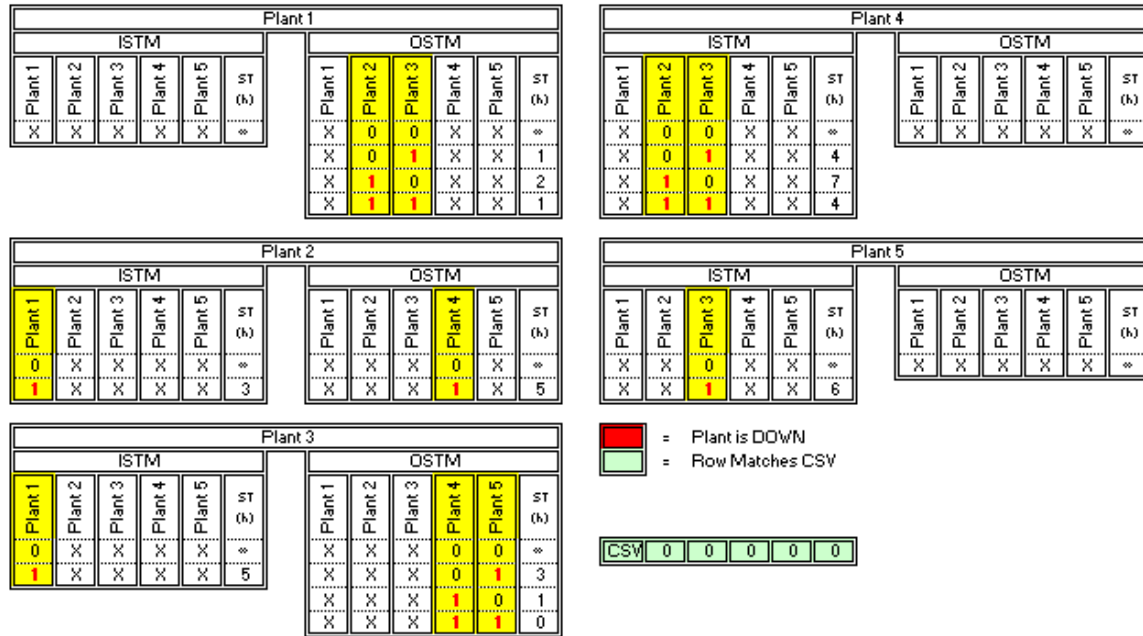 Plant 1
ISTM OSTM
Plant 1 Plant 2 Plant 3 Plant 4 Plant 5 ST (h) Plant 1 Plant 2 Plant 3 Plant 4 Plant 5 ST (h)
X X X X X ∞ X 0 0 X X ∞
X 0 1 X X 1
X 1 0 X X 2
X 1 1 X X 1
Plant 4
ISTM OSTM
Plant 1 Plant 2 Plant 3 Plant 4 Plant 5 ST (h) Plant 1 Plant 2 Plant 3 Plant 4 Plant 5 ST (h)
X 0 0 X X ∞ X X X X X ∞
X 0 1 X X 4
X 1 0 X X 7
X 1 1 X X 4
Plant 2
ISTM OSTM
Plant 1 Plant 2 Plant 3 Plant 4 Plant 5 ST (h) Plant 1 Plant 2 Plant 3 Plant 4 Plant 5 ST (h)
0 X X X X ∞ X X X 0 X ∞
1 X X X X 3 X X X 1 X 5
Plant 5
ISTM OSTM
Plant 1 Plant 2 Plant 3 Plant 4 Plant 5 ST (h) Plant 1 Plant 2 Plant 3 Plant 4 Plant 5 ST (h)
X X 0 X X ∞ X X X X X ∞
X X 1 X X 6
Plant 3
ISTM OSTM
Plant 1 Plant 2 Plant 3 Plant 4 Plant 5 ST (h) Plant 1 Plant 2 Plant 3 Plant 4 Plant 5 ST (h)
0 X X X X ∞ X X X 0 0 ∞
1 X X X X 5 X X X 0 1 3
X X X 1 0 1
X X X 1 1 0
= Plant is DOWN
= Row Matches CSV
CSV 0 0 0 0 0